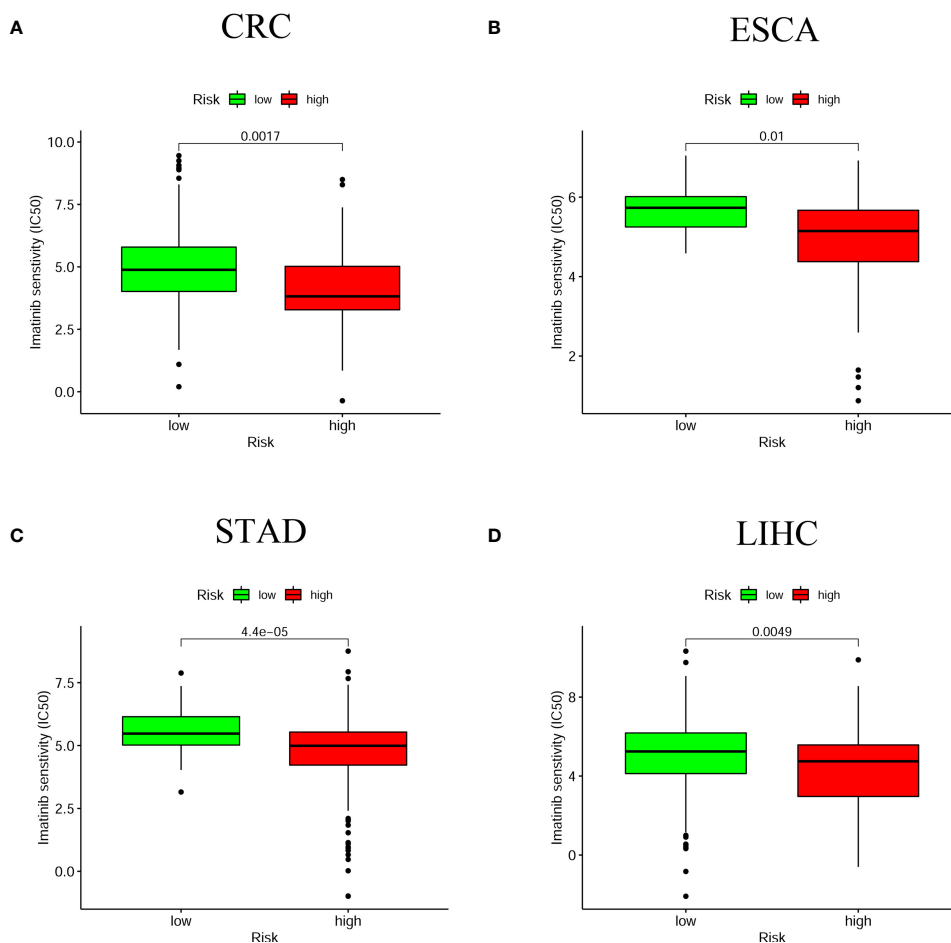 A
CRC
Risk low high
0.0017
Imatinib senstivity (IC50)
10.0
7.5
5.0
2.5
0.0
low high
Risk
B
ESCA
Risk low high
0.01
Imatinib senstivity (IC50)
6
4
2
low high
Risk
C
STAD
Risk low high
4.4e−05
Imatinib senstivity (IC50)
7.5
5.0
2.5
0.0
low high
Risk
D
LIHC
Risk low high
0.0049
Imatinib senstivity (IC50)
8
4
0
low high
Risk